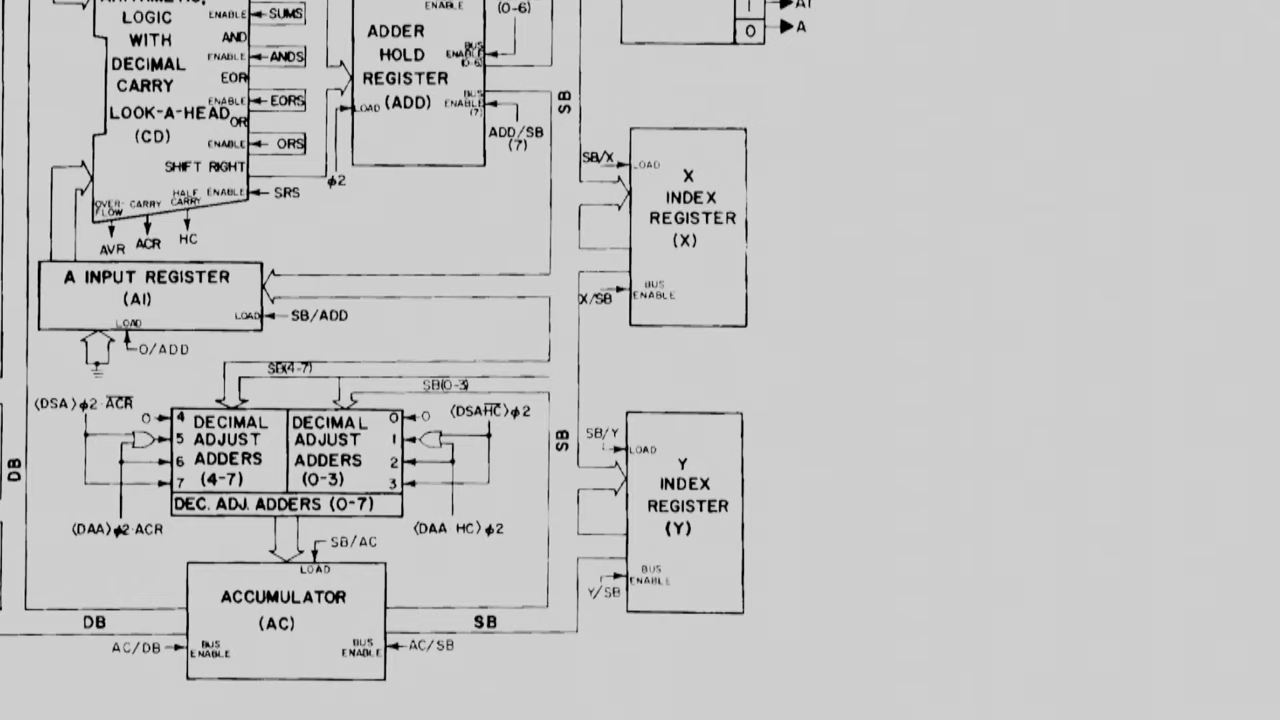 LOGIC
WITH
DECIMAL
CARRY
LOOK-A-HEAD
(CD)
ENABLE
SUMS
AND
ENABLE
ANDS
EOR
ENABLE
EORS
OR
ENABLE
ORS
SHIFT RIGHT
HALF
CARRY
ENABLE
SRS
OVER-
FLOW
CARRY
AVR
ACR
HC
ENABLE
(0-6)
ADDER
HOLD
REGISTER
(ADD)
BUS
ENABLE
(0-6)
BUS
ENABLE
(7)
LOAD
ϕ2
ADD/SB
(7)
SB
1
0
A
SB/X
LOAD
X
INDEX
REGISTER
(X)
X/SB
BUS
ENABLE
A INPUT REGISTER
(AI)
LOAD
LOAD
SB/ADD
O/ADD
SB(4-7)
SB(0-3)
(DSA)ϕ2·A̅C̅R̅
0
4
5
6
7
DECIMAL
ADJUST
ADDERS
(4-7)
DECIMAL
ADJUST
ADDERS
(0-3)
0
1
2
3
0
(DSAH̅C̅)ϕ2
DEC. ADJ. ADDERS (0-7)
(DAA)ϕ2·ACR
(DAA HC)ϕ2
DB
SB
SB/Y
LOAD
Y
INDEX
REGISTER
(Y)
BUS
ENABLE
Y/SB
SB/AC
LOAD
ACCUMULATOR
(AC)
DB
SB
AC/DB
BUS
ENABLE
BUS
ENABLE
AC/SB